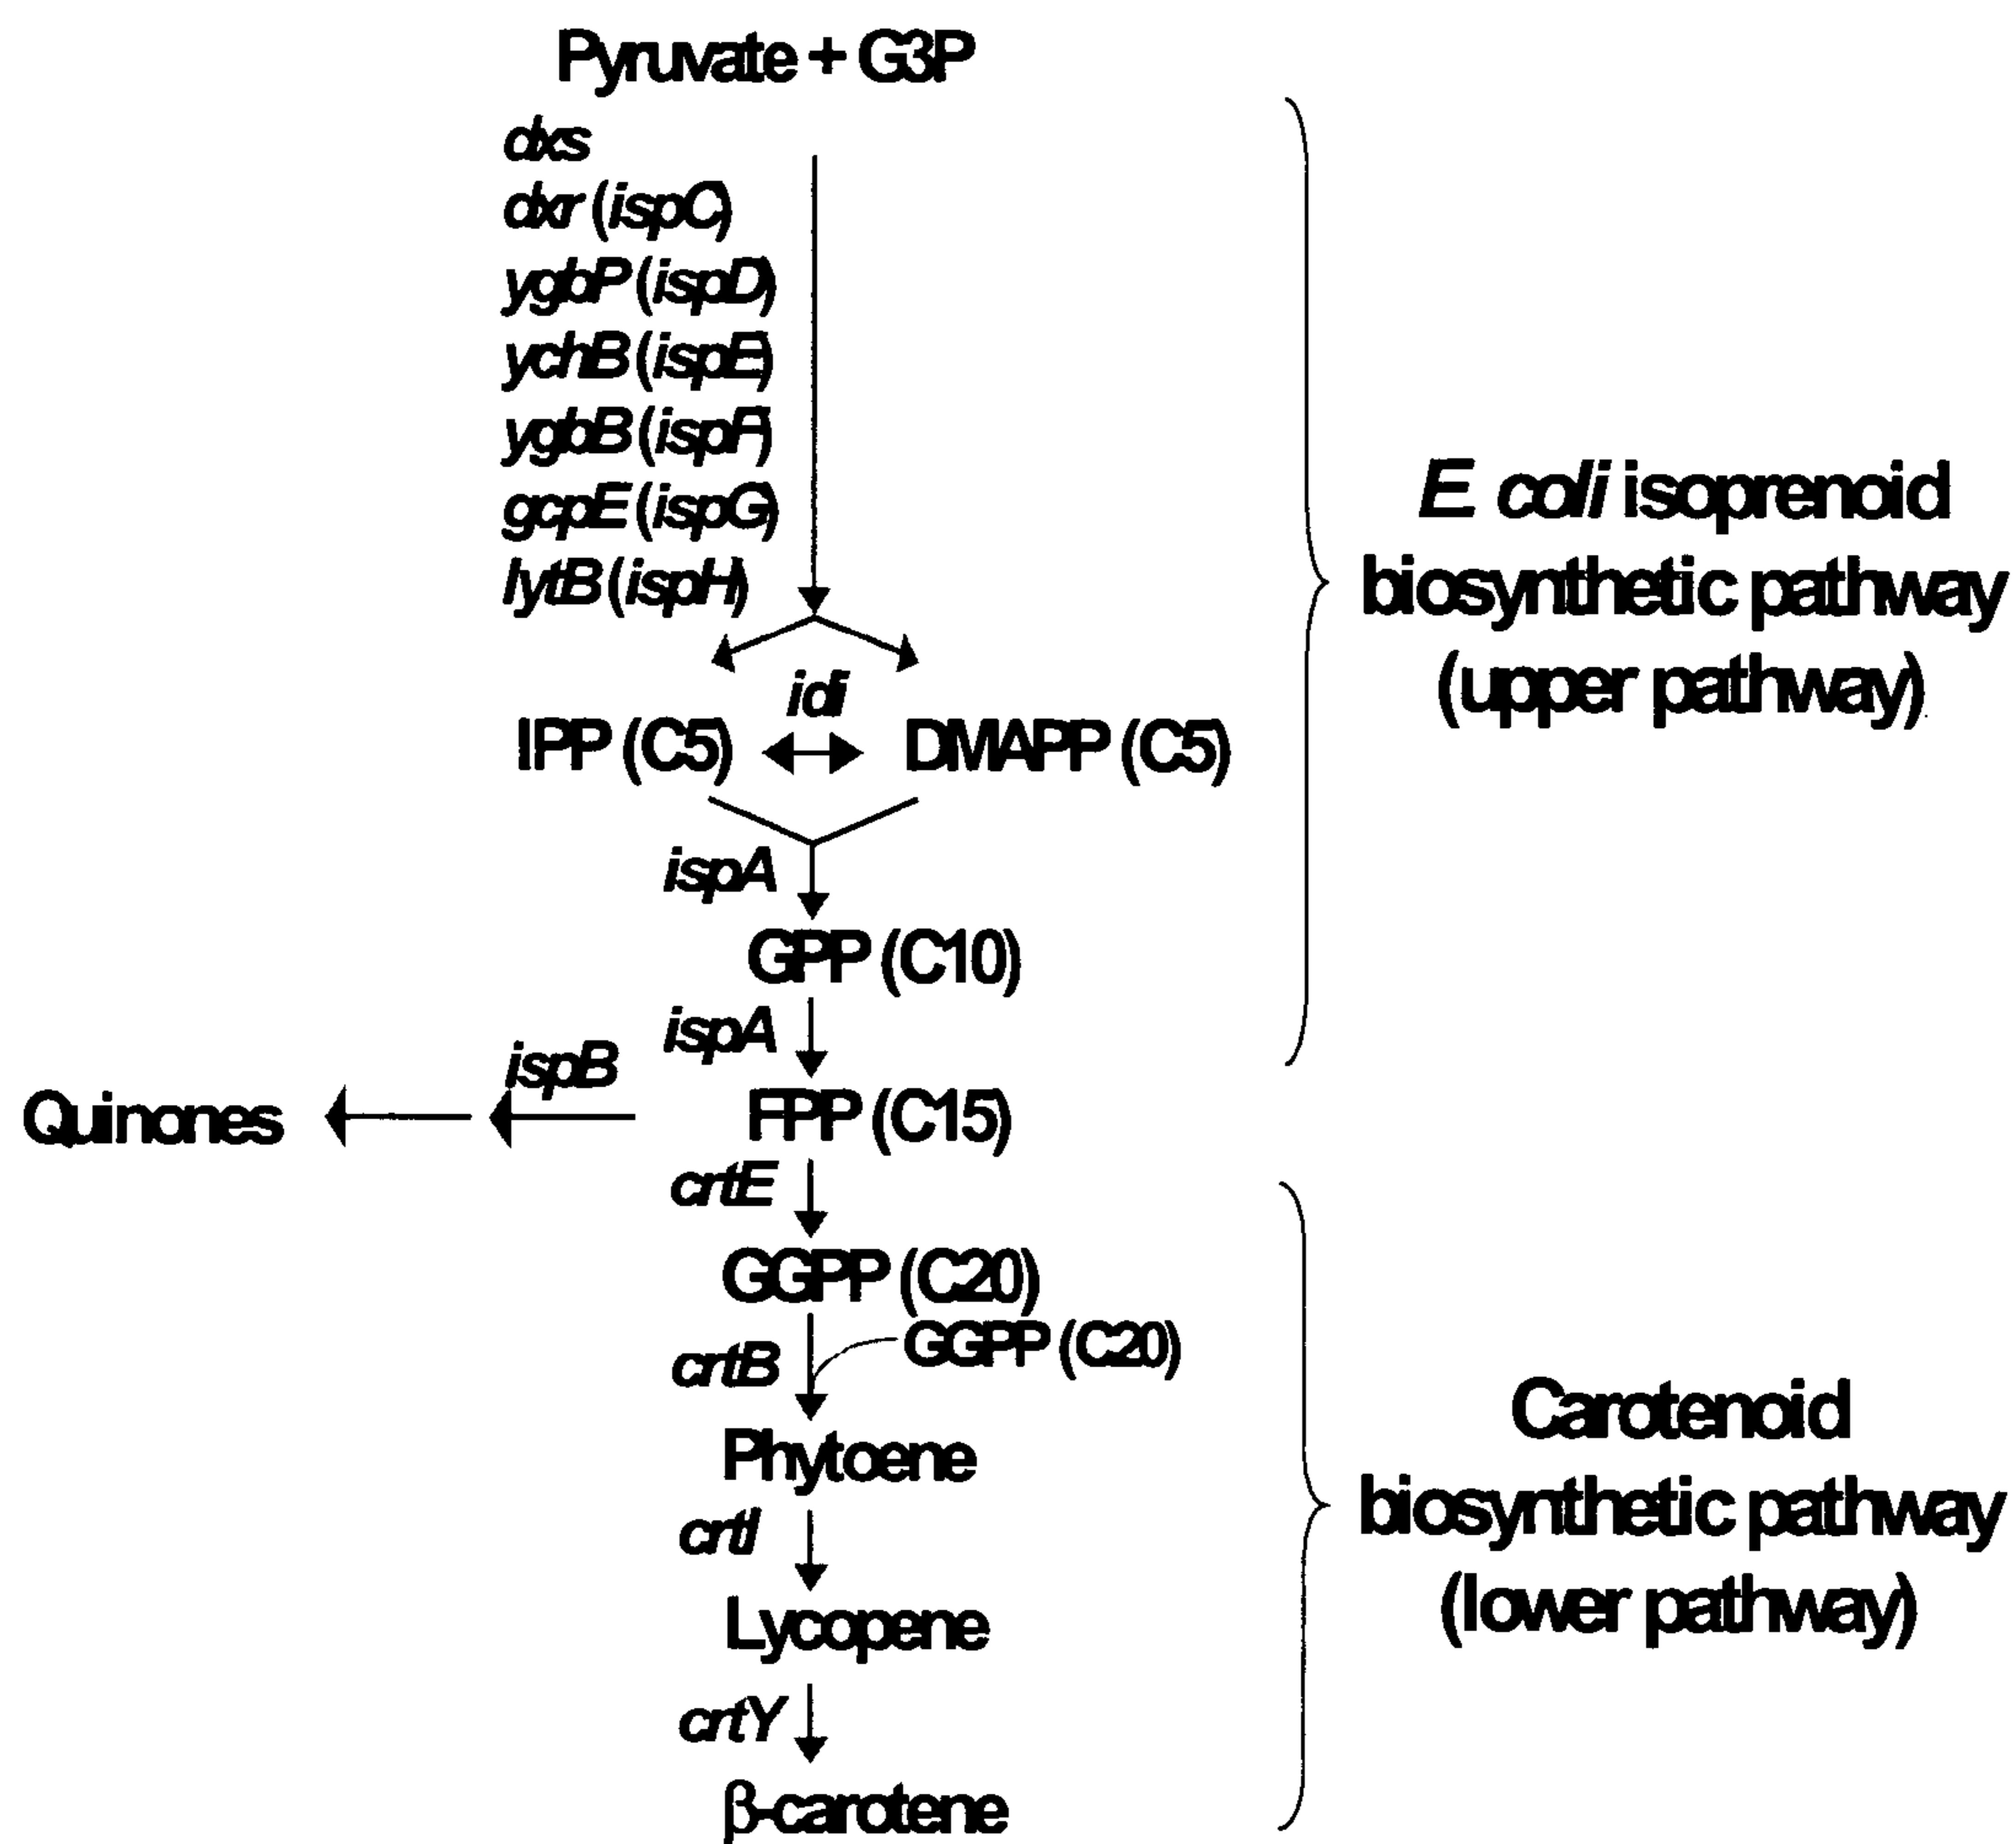 Pyruvate + G3P
dxs
dxr (ispC)
ygbP (ispD)
ychB (ispE)
ygbB (ispF)
gcpE (ispG)
lytB (ispH)
idi
IPP (C5)
DMAPP (C5)
ispA
GPP (C10)
ispA
ispB
Quinones
FPP (C15)
crtE
GGPP (C20)
GGPP (C20)
crtB
Phytoene
crtI
Lycopene
crtY
β-carotene
E coli isoprenoid
biosynthetic pathway
(upper pathway)
Carotenoid
biosynthetic pathway
(lower pathway)